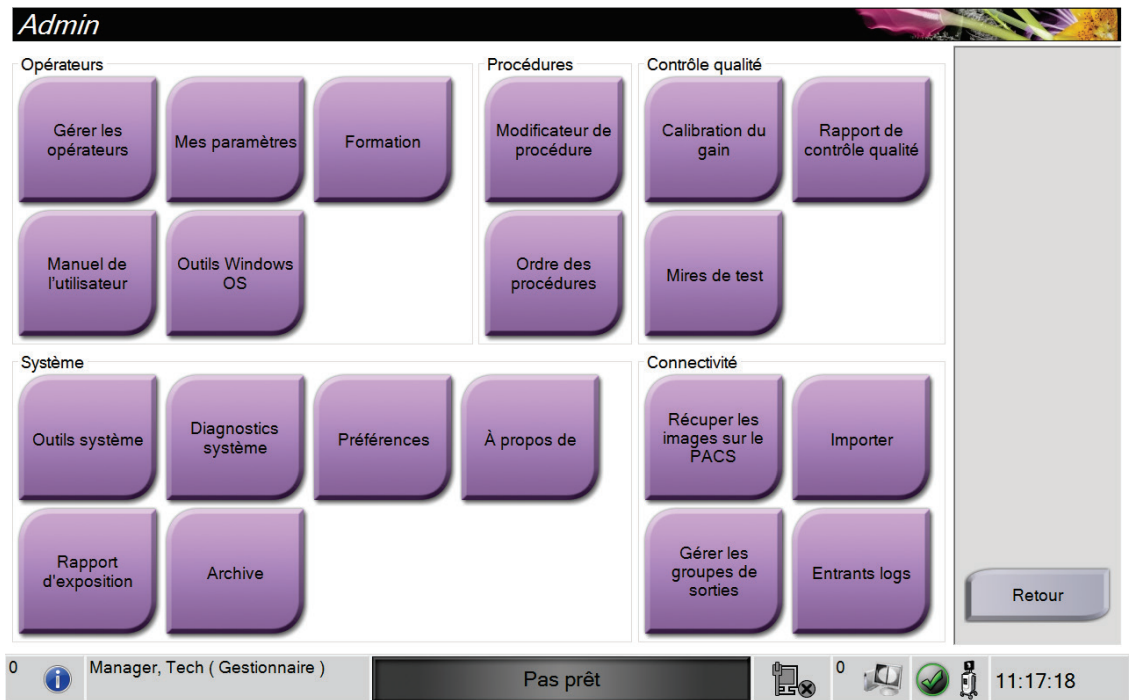 Admin
Opérateurs
Gérer les
opérateurs
Mes paramètres
Formation
Manuel de
l'utilisateur
Outils Windows
OS
Procédures
Modificateur de
procédure
Ordre des
procédures
Contrôle qualité
Calibration du
gain
Rapport de
contrôle qualité
Mires de test
Système
Outils système
Diagnostics
système
Préférences
À propos de
Rapport
d'exposition
Archive
Connectivité
Récuper les
images sur le
PACS
Importer
Gérer les
groupes de
sorties
Entrants logs
Retour
0
Manager, Tech ( Gestionnaire )
Pas prêt
0
11:17:18